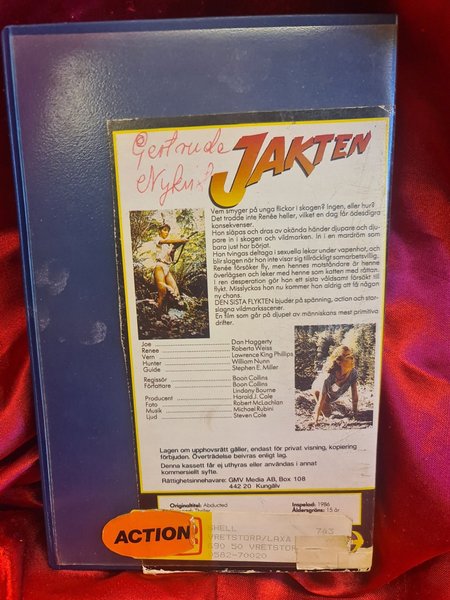 Gertrude
JAKTEN
Vem smyger på unga flickor i skogen? Ingen, eller hur?
Det trodde inte Renée heller, vilket en dag får ödesdigra
konsekvenser.
Hon släpas och dras av okända händer djupare och dju-
pare in i skogen och vildmarken. In i en mardröm som
bara just har börjat.
Hon tvingas deltaga i sexuella lekar under vapenhot, och
blir slagen när hon inte visar sig tillräckligt samarbetsvillig.
Renée försöker fly, men hennes motståndare är henne
överlägsen och leker med henne som katten med råttan.
I ren desperation gör hon ett sista våldsamt försökt till
flykt. Misslyckas hon nu kommer hon aldrig att få någon
ny chans.
DEN SISTA FLYKTEN bjuder på spänning, action och stor-
slagna vildmarksscener.
En film som går på djupet av människans mest primitiva
drifter.
Joe Dan Haggerty
Renee Roberta Weiss
Vern Lawrence King Phillips
Hunter William Nunn
Guide Stephen E. Miller
Regissör Boon Collins
Författare Boon Collins
Lindany Bourne
Producent Harold J. Cole
Foto Robert McLachlan
Musik Michael Rubini
Ljud Steven Cole
Lagen om upphovsrätt gäller, endast för privat visning, kopiering
förbjuden. Överträdelse beivras enligt lag.
Denna kassett får ej uthyras eller användas i annat
kommersiellt syfte.
Rättighetsinnehavare: GMV Media AB, Box 108
442 20 Kungälv
Originaltitel: Abducted Inspelad: 1986
Åldersgräns: 15 år
ACTION
SHELL 763
VRETSTORP/LAXA
690 50 VRETSTOR
0582-70020